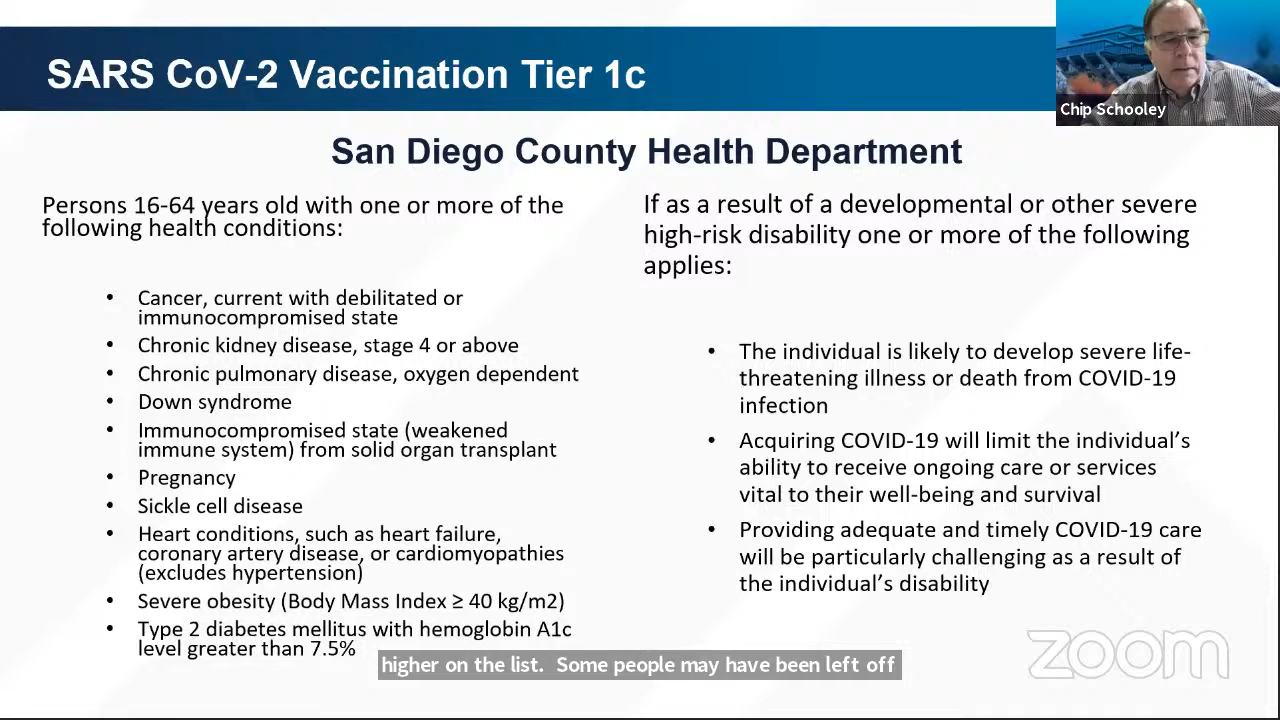 SARS CoV-2 Vaccination Tier 1c
Chip Schooley
San Diego County Health Department
Persons 16-64 years old with one or more of the
following health conditions:
• Cancer, current with debilitated or
immunocompromised state
• Chronic kidney disease, stage 4 or above
• Chronic pulmonary disease, oxygen dependent
• Down syndrome
• Immunocompromised state (weakened
immune system) from solid organ transplant
• Pregnancy
• Sickle cell disease
• Heart conditions, such as heart failure,
coronary artery disease, or cardiomyopathies
(excludes hypertension)
• Severe obesity (Body Mass Index ≥ 40 kg/m2)
• Type 2 diabetes mellitus with hemoglobin A1c
level greater than 7.5%
If as a result of a developmental or other severe
high-risk disability one or more of the following
applies:
• The individual is likely to develop severe life-
threatening illness or death from COVID-19
infection
• Acquiring COVID-19 will limit the individual’s
ability to receive ongoing care or services
vital to their well-being and survival
• Providing adequate and timely COVID-19 care
will be particularly challenging as a result of
the individual’s disability
zoom
higher on the list.  Some people may have been left off